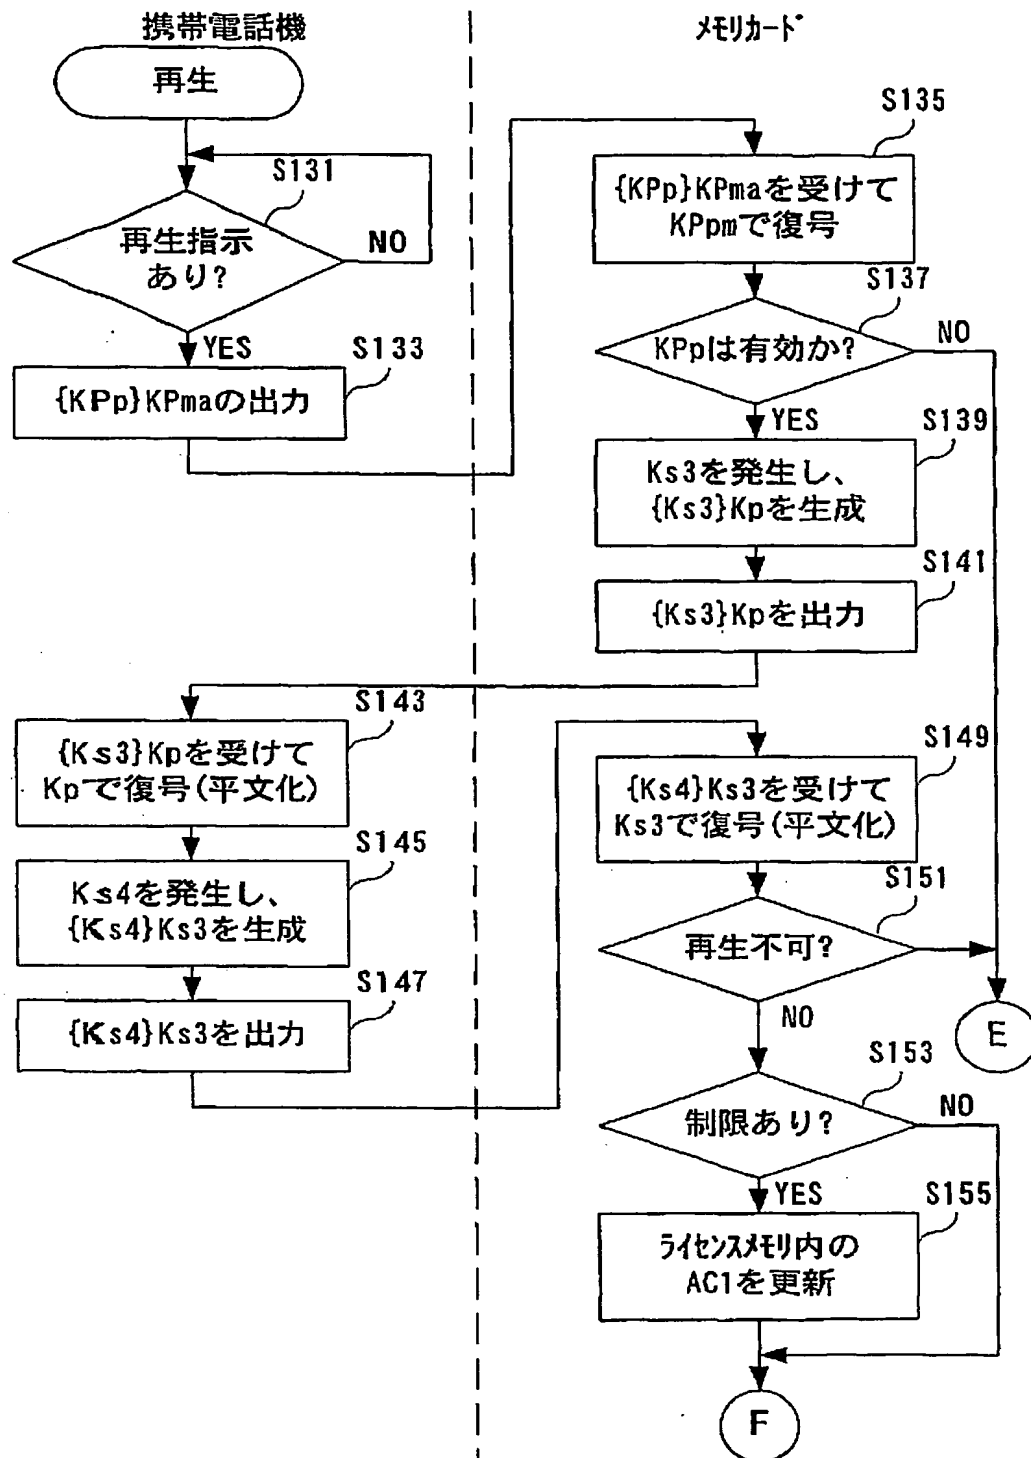 携帯電話機
メモリカード
再生
S131
再生指示
あり?
NO
YES
S133
{KPp}KPmaの出力
S135
{KPp}KPmaを受けて
KPpmで復号
S137
KPpは有効か?
NO
YES
S139
Ks3を発生し、
{Ks3}Kpを生成
S141
{Ks3}Kpを出力
S143
{Ks3}Kpを受けて
Kpで復号(平文化)
S145
Ks4を発生し、
{Ks4}Ks3を生成
S147
{Ks4}Ks3を出力
S149
{Ks4}Ks3を受けて
Ks3で復号(平文化)
S151
再生不可?
NO
E
S153
制限あり?
NO
YES
S155
ライセンスメモリ内の
AC1を更新
F